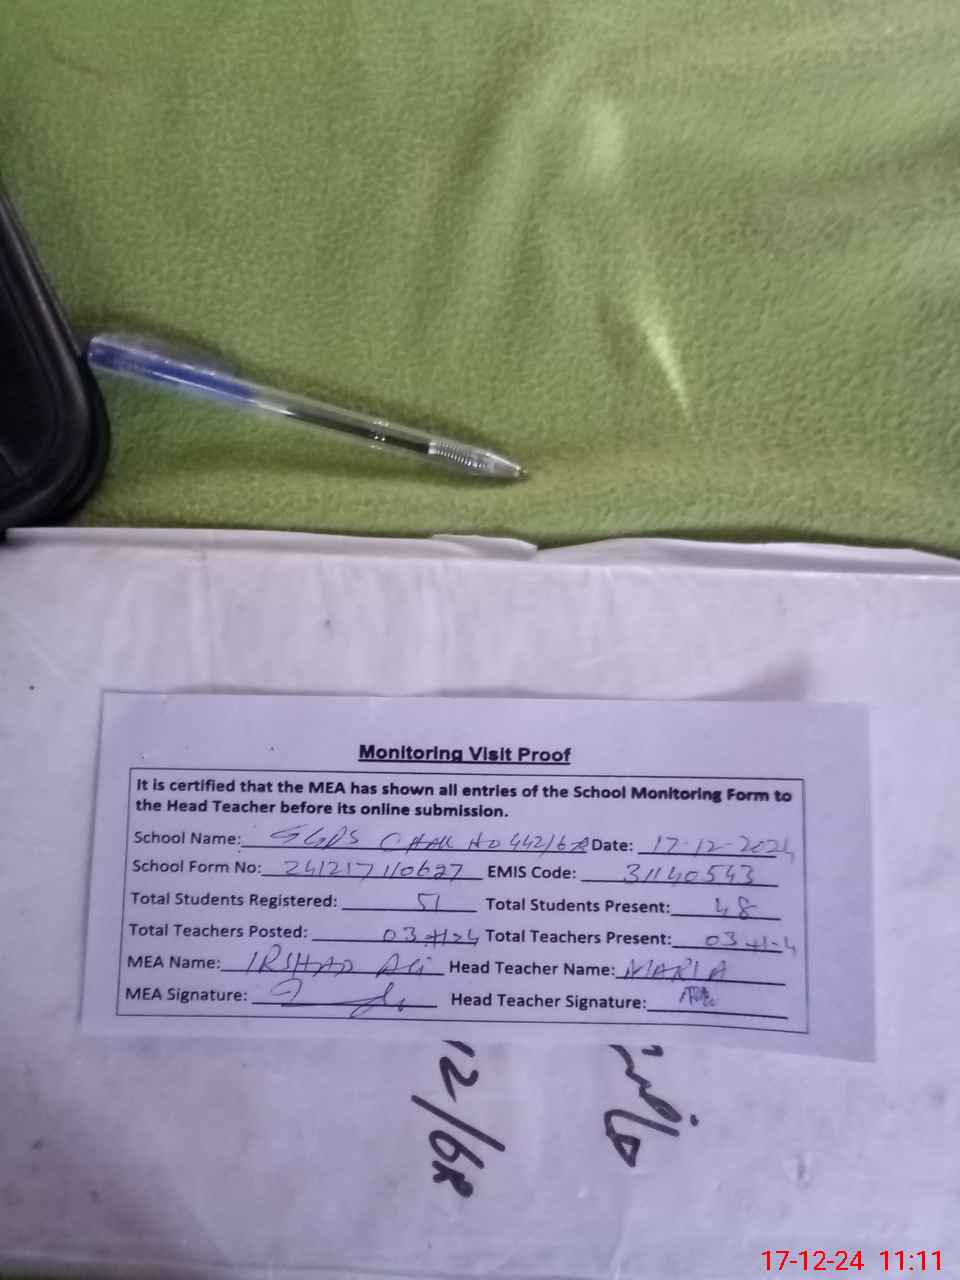 Monitoring Visit Proof
It is certified that the MEA has shown all entries of the School Monitoring Form to
the Head Teacher before its online submission.
School Name: GGPS CHAK NO 442/6R Date: 17-12-2024
School Form No: 241217110627 EMIS Code: 31140543
Total Students Registered: 51 Total Students Present: 48
Total Teachers Posted: 03+1=4 Total Teachers Present: 03+1=4
MEA Name: IRSHAD ALI Head Teacher Name: MARIA
MEA Signature: Head Teacher Signature:
12/6R
17-12-24 11:11